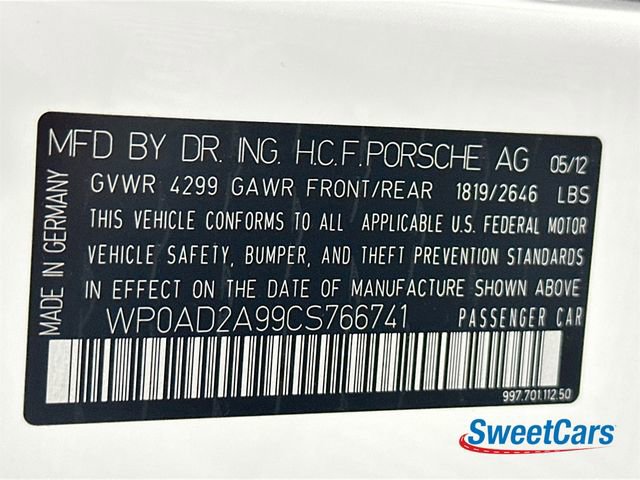 MFD BY DR. ING. H.C.F.PORSCHE AG 05/12
GVWR 4299 GAWR FRONT/REAR 1819/2646 LBS
THIS VEHICLE CONFORMS TO ALL APPLICABLE U.S. FEDERAL MOTOR
VEHICLE SAFETY, BUMPER, AND THEFT PREVENTION STANDARDS
IN EFFECT ON THE DATE OF MANUFACTURE SHOWN ABOVE
WP0AD2A99CS766741 PASSENGER CAR
MADE IN GERMANY
997.701.112.50
SweetCars